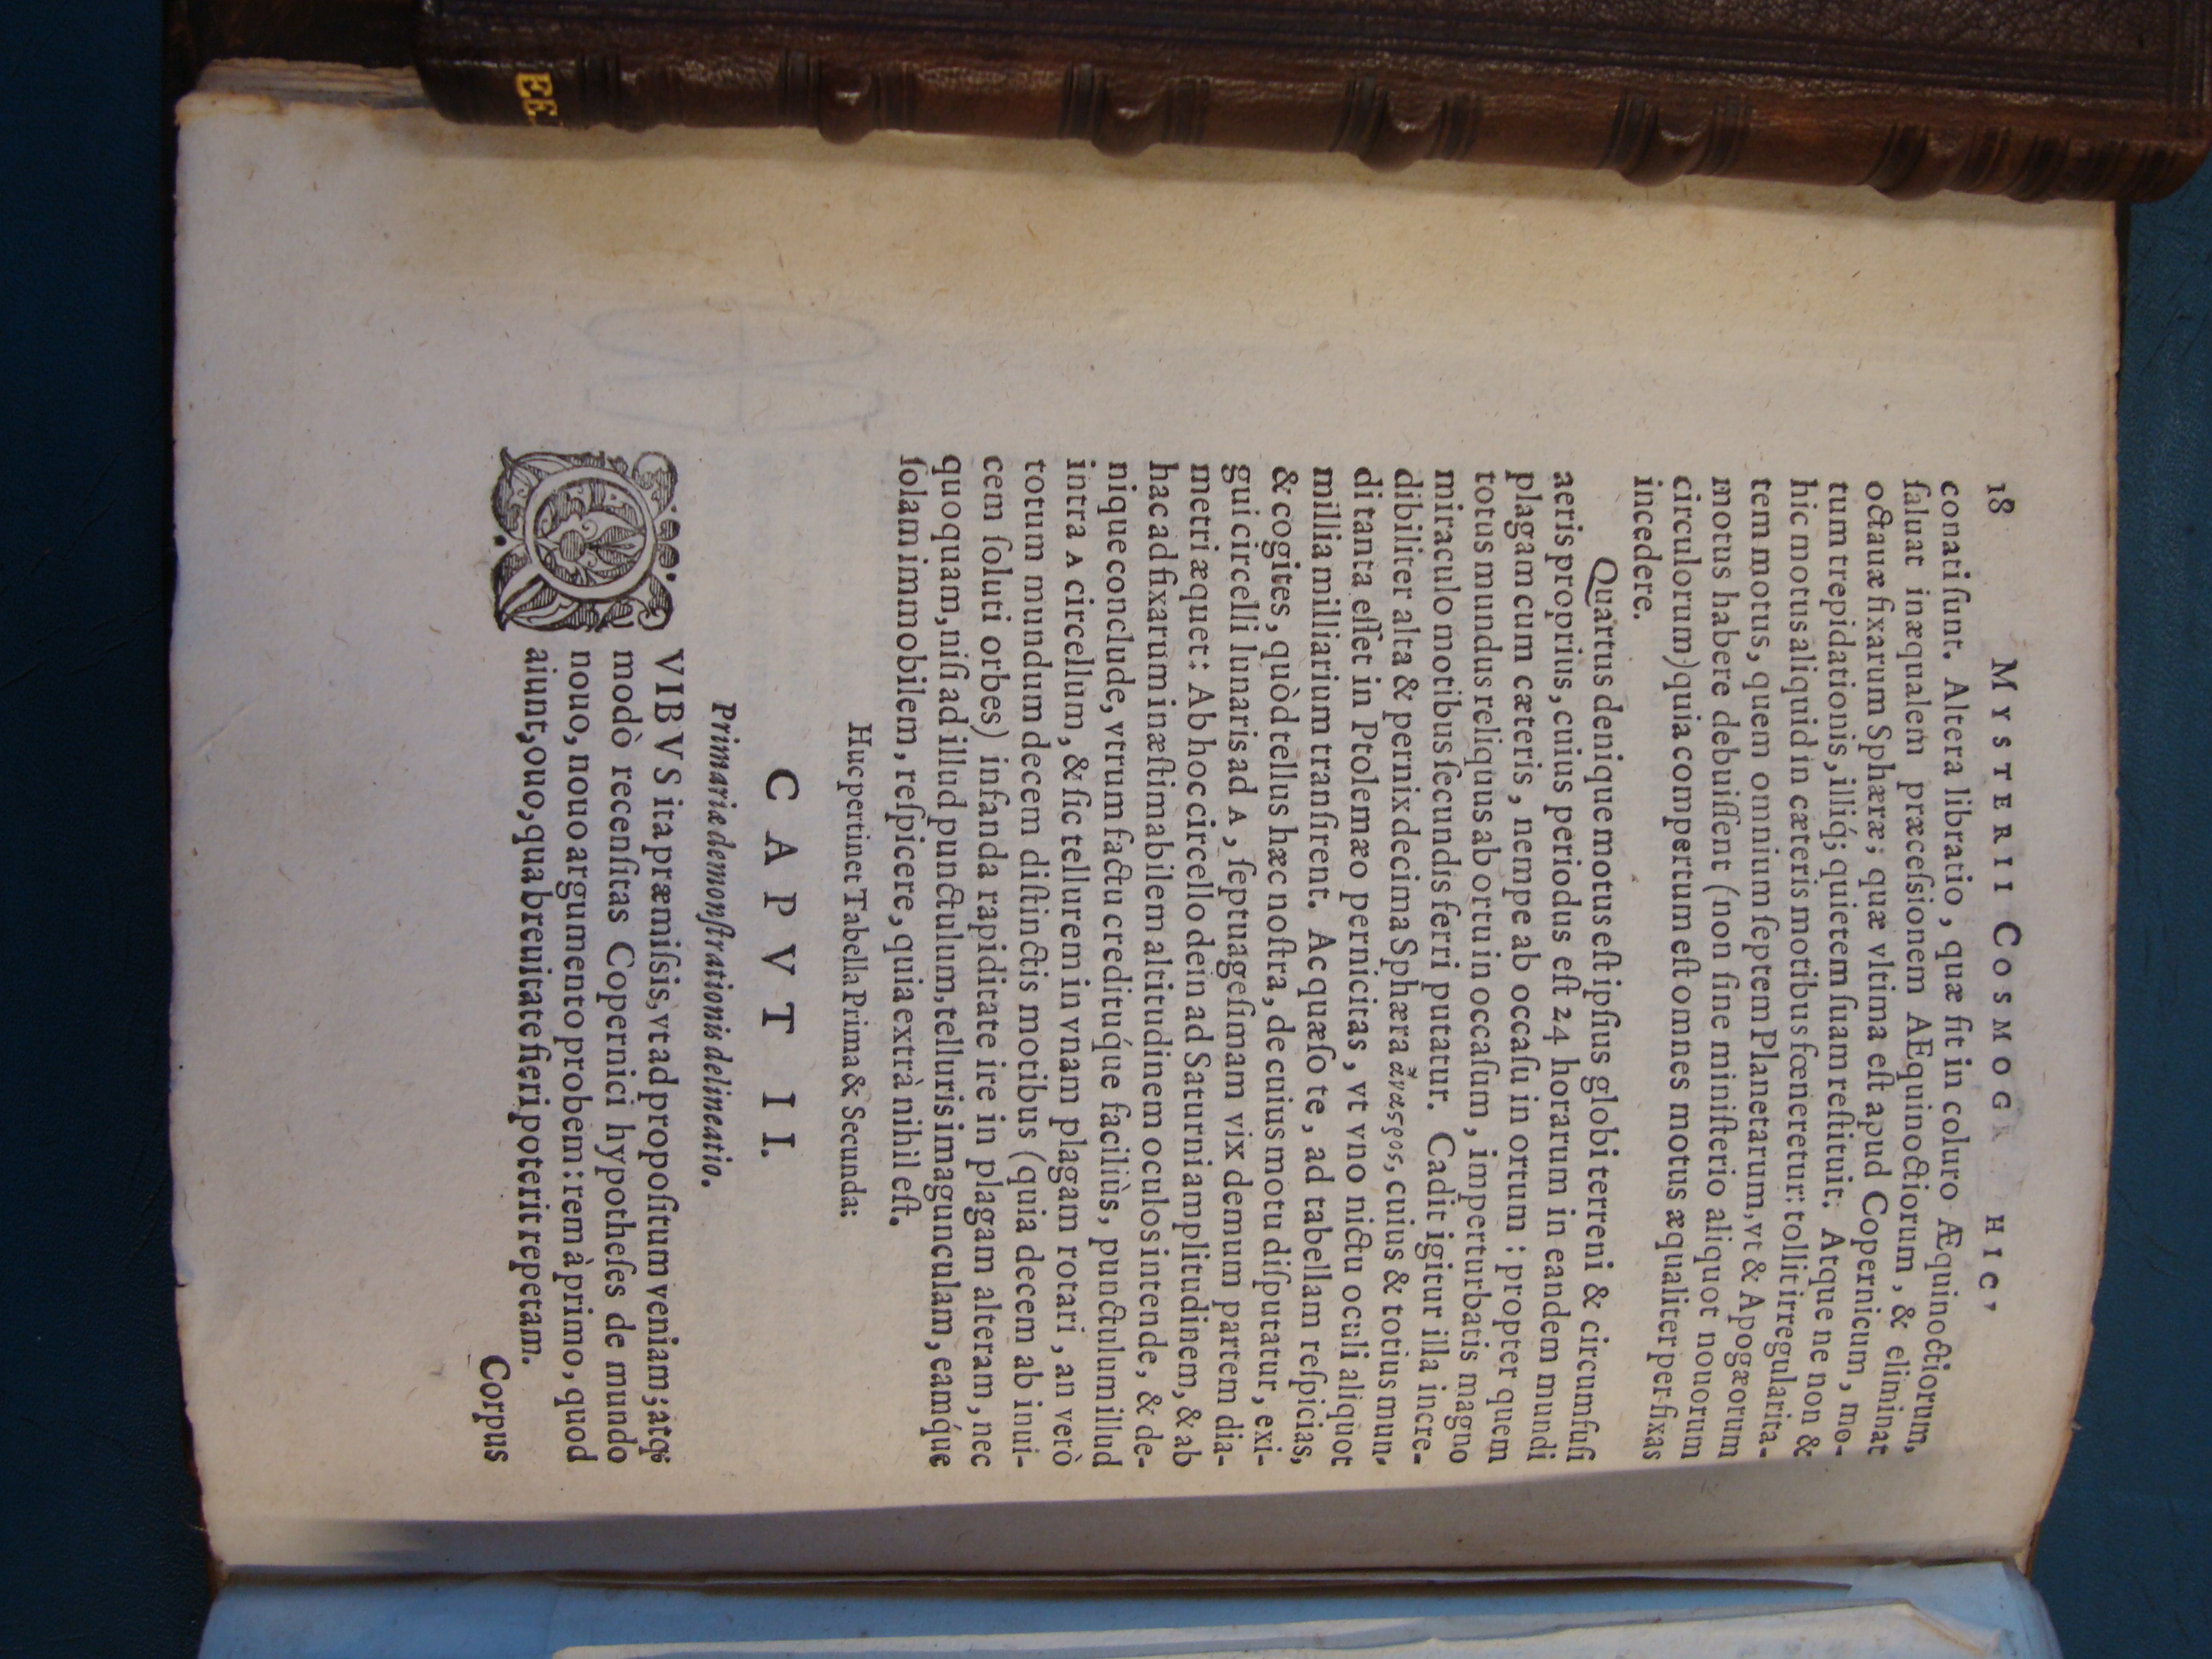 18 MYSTERII COSMOG HIC,
conati ſunt. Altera libratio, quæ fit in coluro Æquinoctiorum,
ſaluat inæqualem præceſsionem AEquinoctiorum, & eliminat
octauæ fixarum Sphæræ; quæ vltima eſt apud Copernicum, mo-
tum trepidationis, illiq́; quietem ſuam reſtituit. Atque ne non &
hic motus aliquid in cæteris motibus fœneretur: tollit irregularita-
tem motus, quem omnium ſeptem Planetarum, vt & Apogæorum
motus habere debuiſſent (non ſine miniſterio aliquot nouorum
circulorum) quia compertum eſt omnes motus æqualiter per fixas
incedere.
Quartus denique motus eſt ipſius globi terreni & circumfuſi
aeris proprius, cuius periodus eſt 24 horarum in eandem mundi
plagam cum cæteris, nempe ab occaſu in ortum: propter quem
totus mundus reliquus ab ortu in occaſum, imperturbatis magno
miraculo motibus ſecundis ferri putatur. Cadit igitur illa incre-
dibiliter alta & pernix decima Sphæra ἄναϛρος, cuius & totius mun-
di tanta eſſet in Ptolemæo pernicitas, vt vno nictu oculi aliquot
millia milliarium tranſirent. Ac quæſo te, ad tabellam reſpicias,
& cogites, quòd tellus hæc noſtra, de cuius motu diſputatur, exi-
gui circelli lunaris ad A, ſeptuageſimam vix demum partem dia-
metri æquet: Ab hoc circello dein ad Saturni amplitudinem, & ab
hac ad fixarum inæſtimabilem altitudinem oculos intende, & de-
nique conclude, vtrum factu credituq́ue faciliùs, punctulum illud
intra A circellum, & ſic tellurem in vnam plagam rotari, an verò
totum mundum decem diſtinctis motibus (quia decem ab inui-
cem ſoluti orbes) infanda rapiditate ire in plagam alteram, nec
quoquam, niſi ad illud punctulum, telluris imagunculam, eamq́ue
ſolam immobilem, reſpicere, quia extrà nihil eſt.
Huc pertinet Tabella Prima & Secunda:
CAPVT II.
Primariæ demonſtrationis delineatio.
QVIBVS ita præmiſsis, vt ad propoſitum veniam; atq;
modò recenſitas Copernici hypotheſes de mundo
nouo, nouo argumento probem: rem à primo, quod
aiunt, ouo, qua breuitate fieri poterit repetam.
Corpus
EE